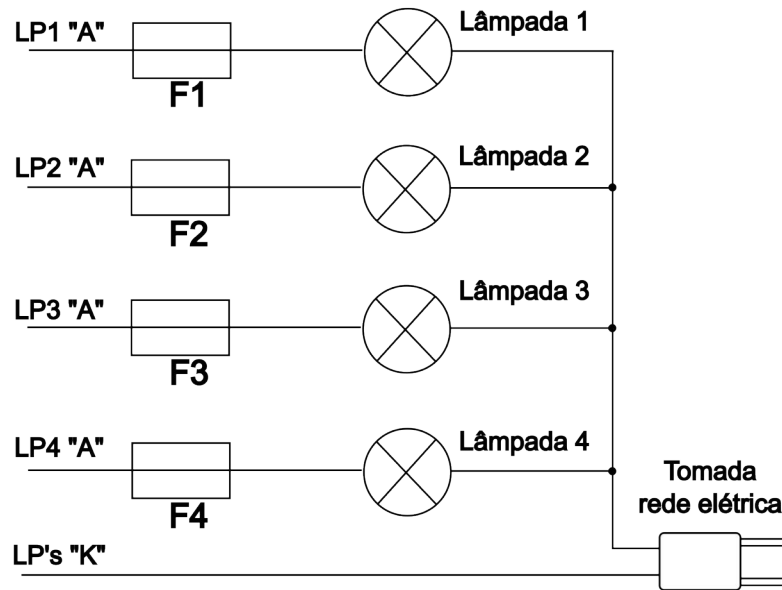 LP1 "A"
Lâmpada 1
F1
LP2 "A"
Lâmpada 2
F2
LP3 "A"
Lâmpada 3
F3
LP4 "A"
Lâmpada 4
F4
Tomada
rede elétrica
LP's "K"